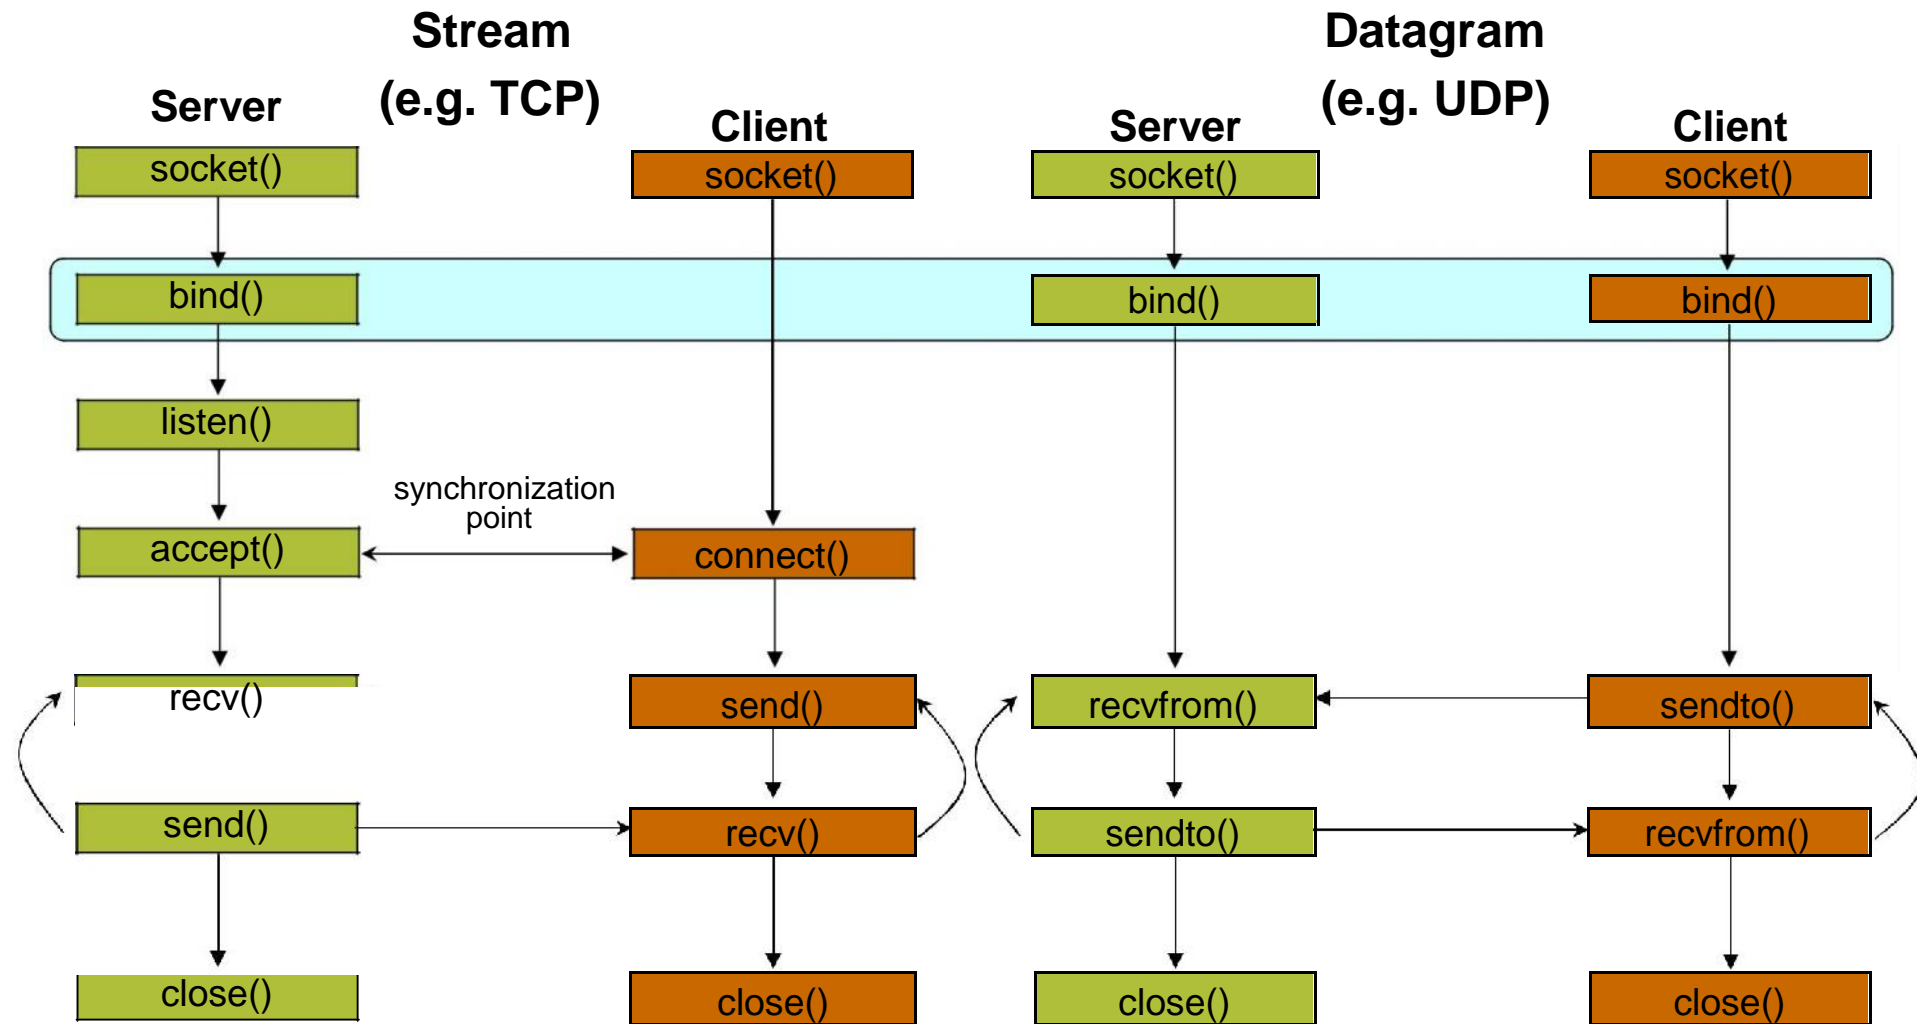 Stream
(e.g. TCP)
Datagram
(e.g. UDP)
Server
Client
Server
Client
socket()
socket()
socket()
socket()
bind()
bind()
bind()
listen()
synchronization
point
accept()
connect()
recv()
send()
recvfrom()
sendto()
send()
recv()
sendto()
recvfrom()
close()
close()
close()
close()